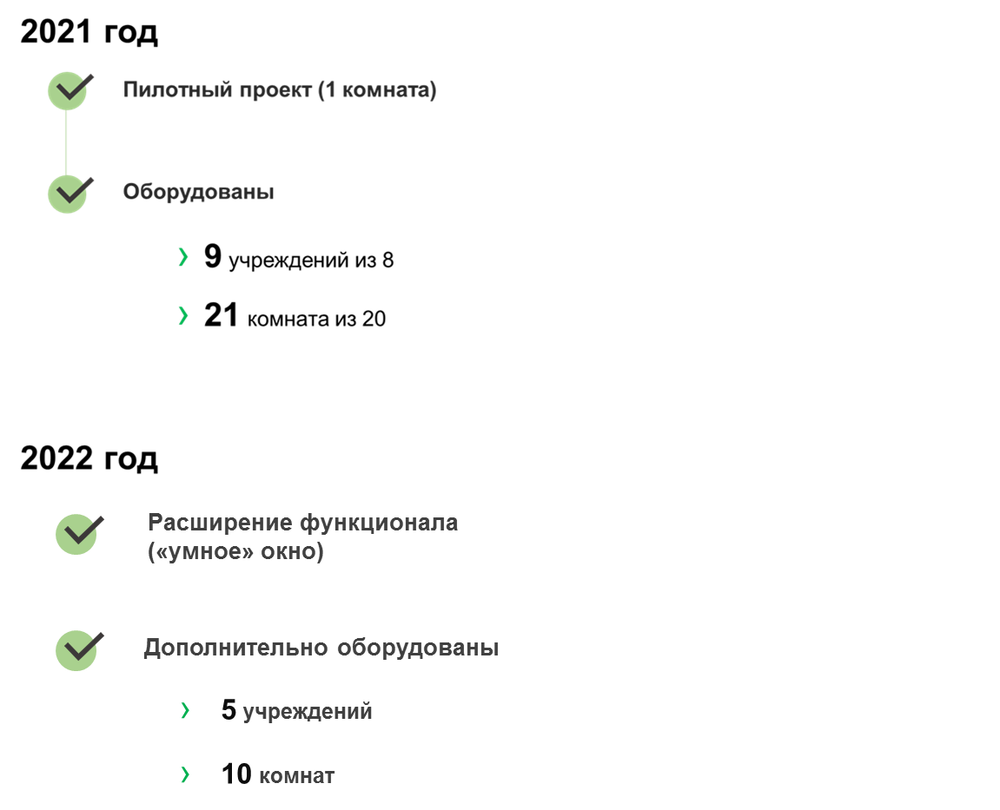 2021 год
Пилотный проект (1 комната)
Оборудованы
9 учреждений из 8
21 комната из 20
2022 год
Расширение функционала
(«умное» окно)
Дополнительно оборудованы
5 учреждений
10 комнат